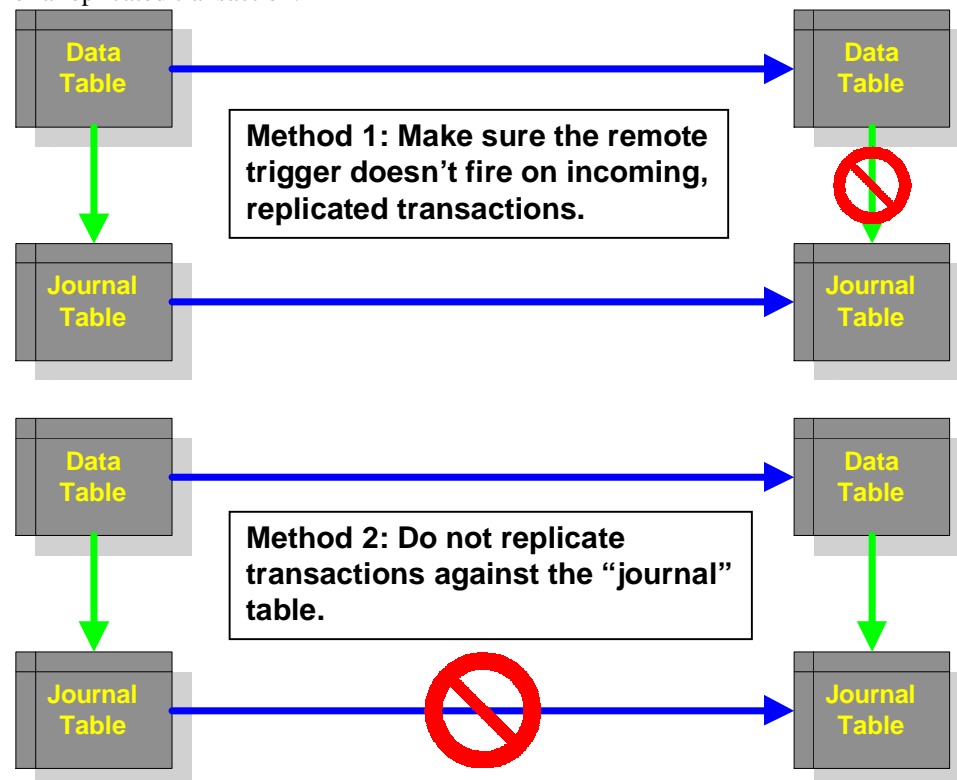 Data
Table
Data
Table
Method 1: Make sure the remote
trigger doesn’t fire on incoming,
replicated transactions.
Journal
Table
Journal
Table
Data
Table
Data
Table
Method 2: Do not replicate
transactions against the “journal”
table.
Journal
Table
Journal
Table